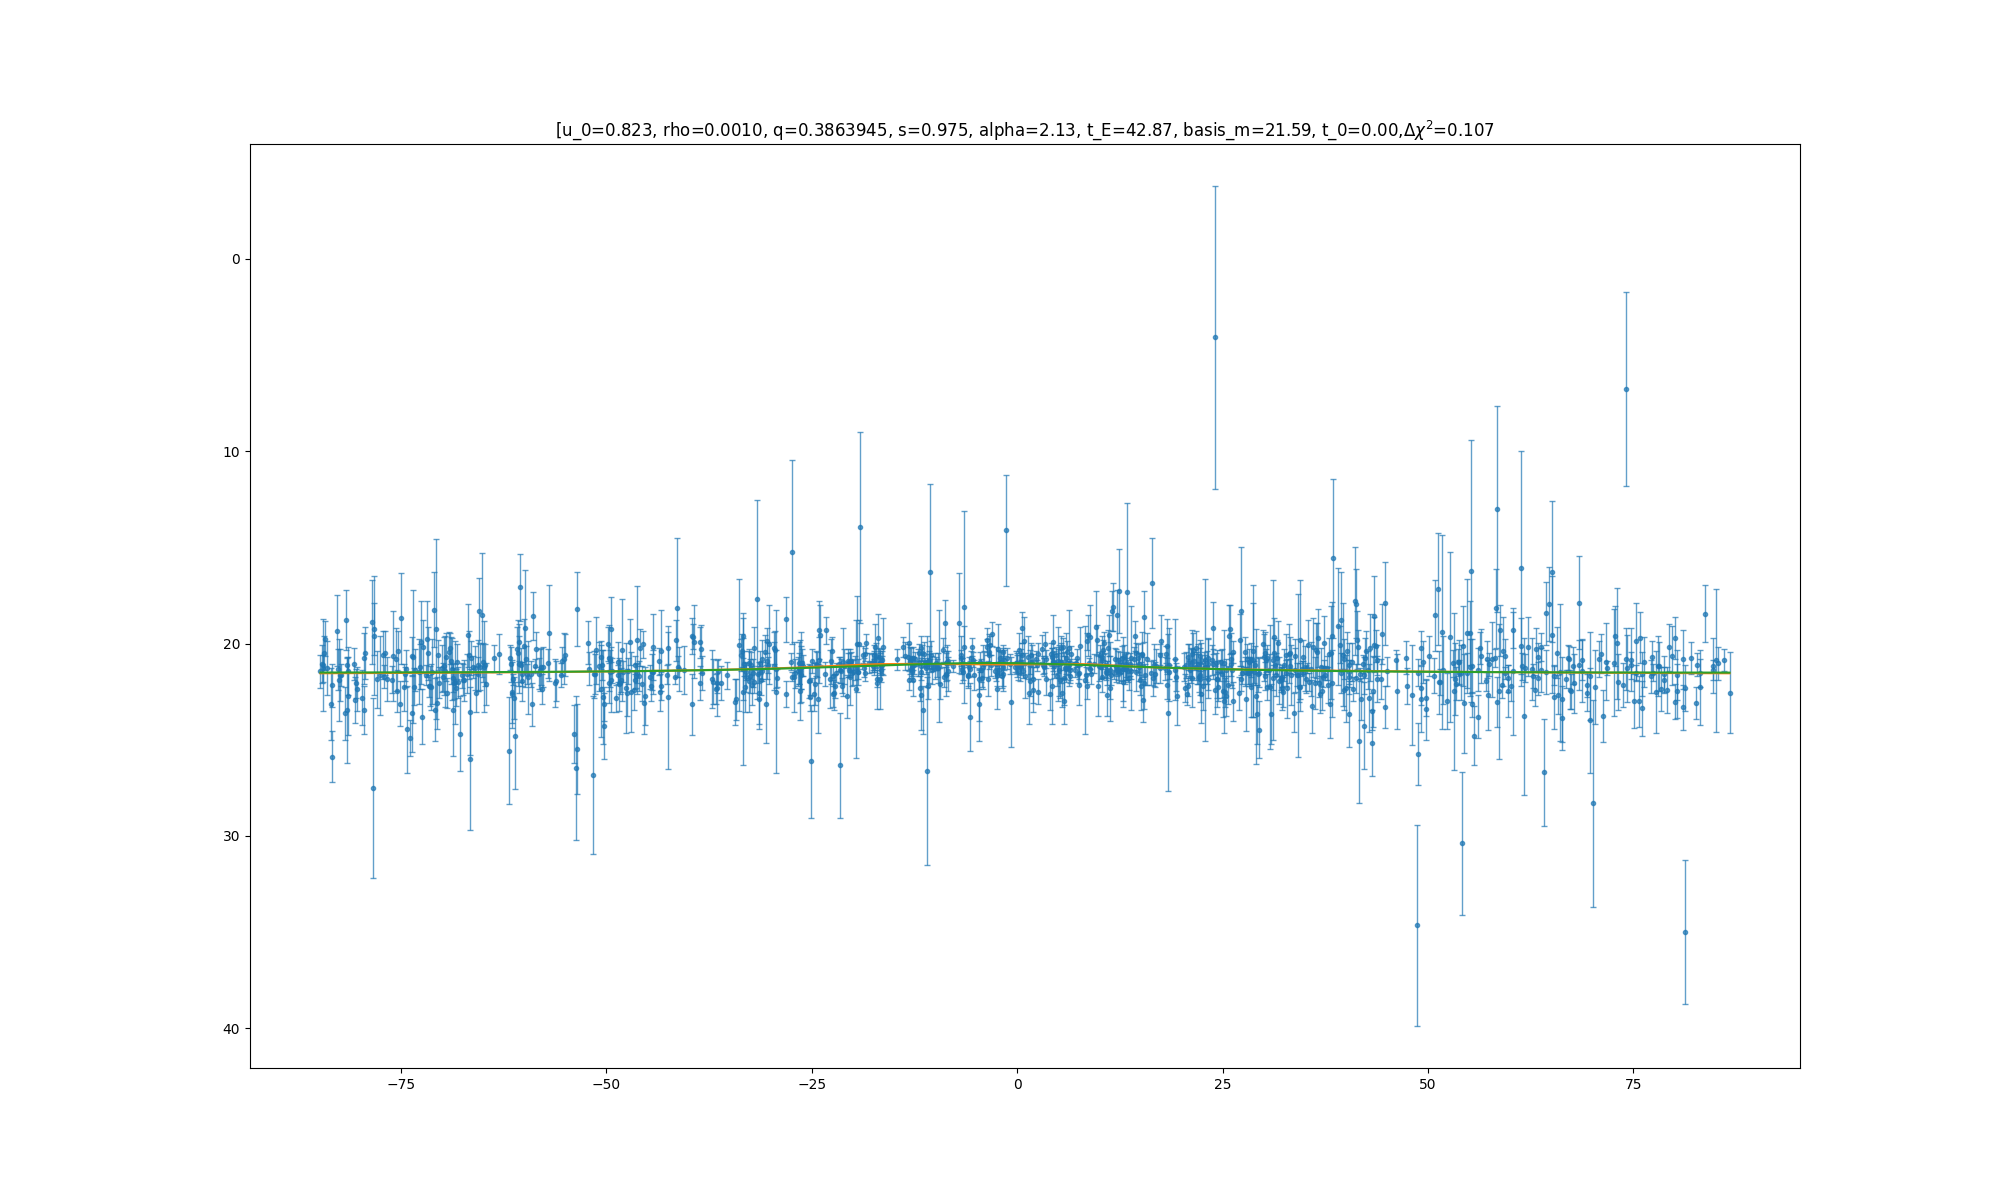 [u_0=0.823, rho=0.0010, q=0.3863945, s=0.975, alpha=2.13, t_E=42.87, basis_m=21.59, t_0=0.00,Δχ²=0.107
0
10
20
30
40
−75 −50 −25 0 25 50 75